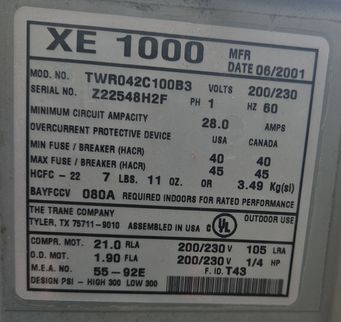 XE 1000
MFR
DATE 06/2001
MOD. NO. TWR042C100B3 VOLTS 200/230
SERIAL NO. Z22548H2F PH 1 HZ 60
MINIMUM CIRCUIT AMPACITY 28.0 AMPS
OVERCURRENT PROTECTIVE DEVICE USA CANADA
MIN FUSE / BREAKER (HACR) 40 40
MAX FUSE / BREAKER (HACR) 45 45
HCFC - 22 7 LBS. 11 OZ. OR 3.49 Kg(si)
BAYFCCV 080A REQUIRED INDOORS FOR RATED PERFORMANCE
THE TRANE COMPANY OUTDOOR USE
TYLER, TX 75711-9010 ASSEMBLED IN USA C UL
COMPR. MOT. 21.0 RLA 200/230 V 105 LRA
O.D. MOT. 1.90 FLA 200/230 V 1/4 HP
M.E.A. NO. 55-92E F. ID. T43
DESIGN PSI - HIGH 300 LOW 300